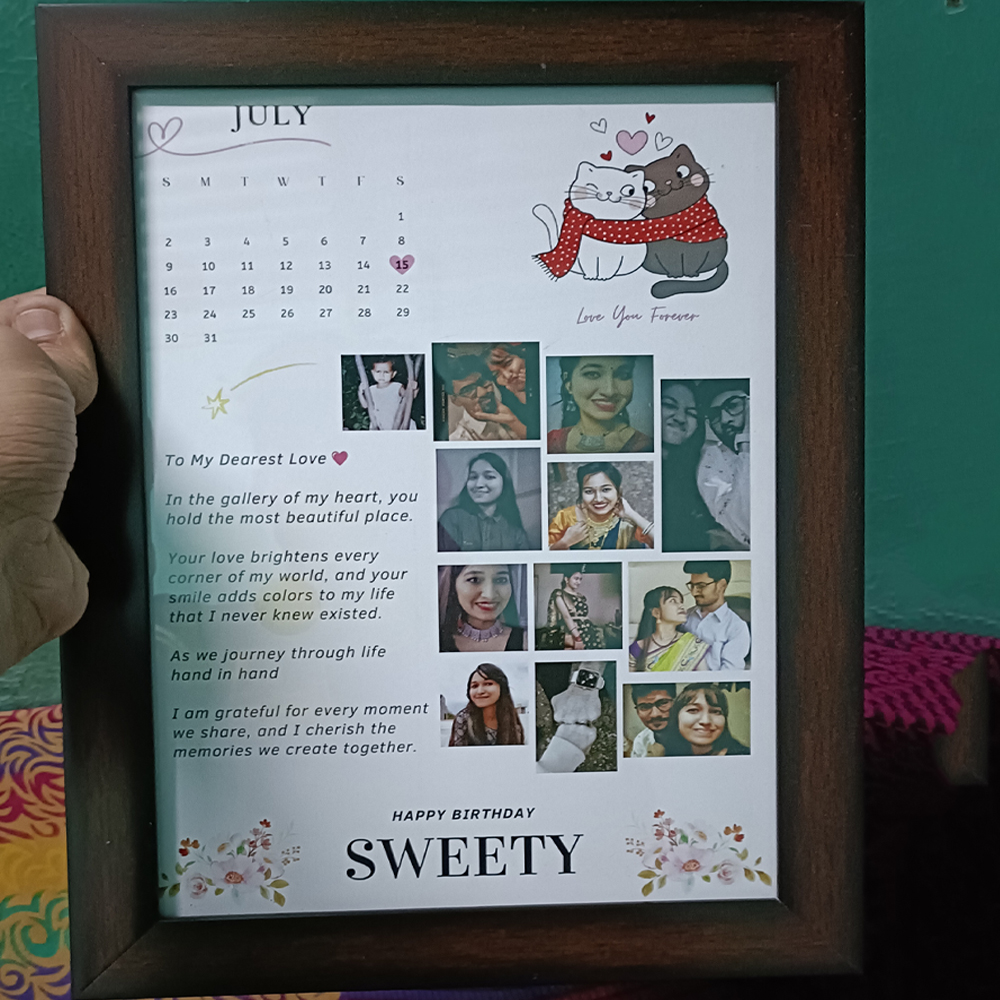 JULY
S M T W T F S
1
2 3 4 5 6 7 8
9 10 11 12 13 14 15
16 17 18 19 20 21 22
23 24 25 26 27 28 29
30 31
Love You Forever
To My Dearest Love
In the gallery of my heart, you
hold the most beautiful place.
Your love brightens every
corner of my world, and your
smile adds colors to my life
that I never knew existed.
As we journey through life
hand in hand
I am grateful for every moment
we share, and I cherish the
memories we create together.
HAPPY BIRTHDAY
SWEETY